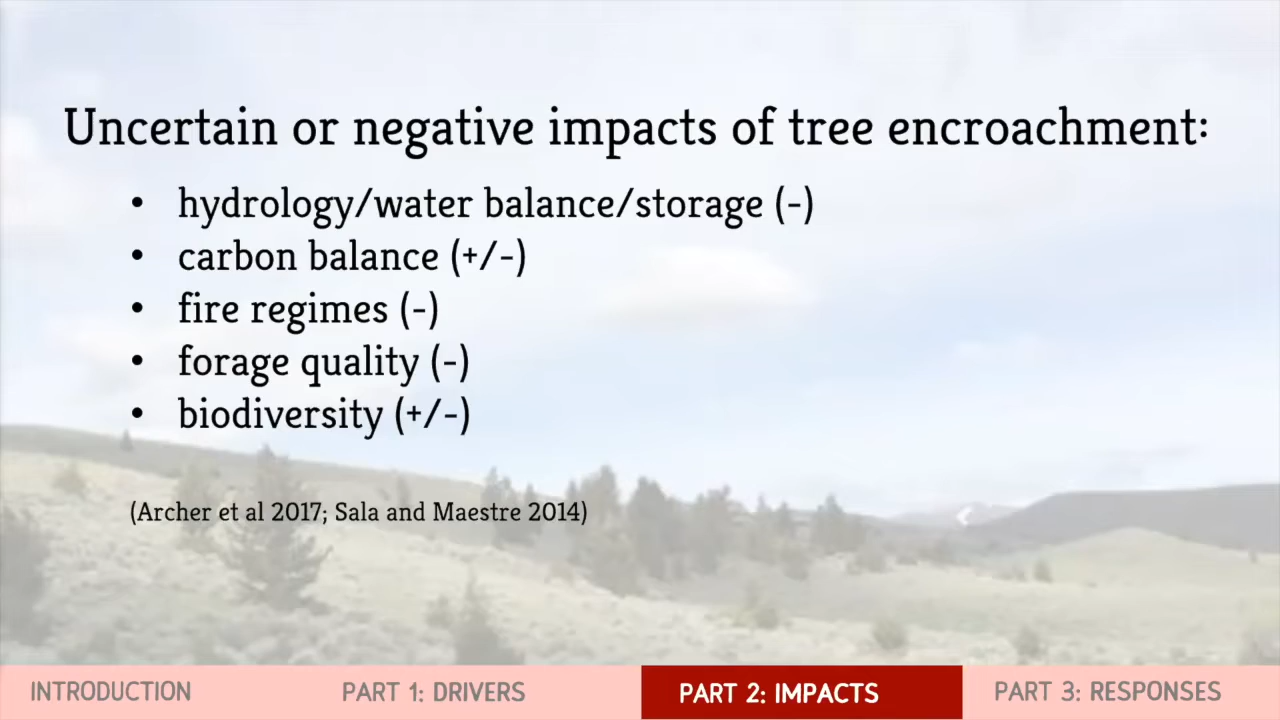 Uncertain or negative impacts of tree encroachment:
• hydrology/water balance/storage (-)
• carbon balance (+/-)
• fire regimes (-)
• forage quality (-)
• biodiversity (+/-)
(Archer et al 2017; Sala and Maestre 2014)
INTRODUCTION PART 1: DRIVERS PART 2: IMPACTS PART 3: RESPONSES